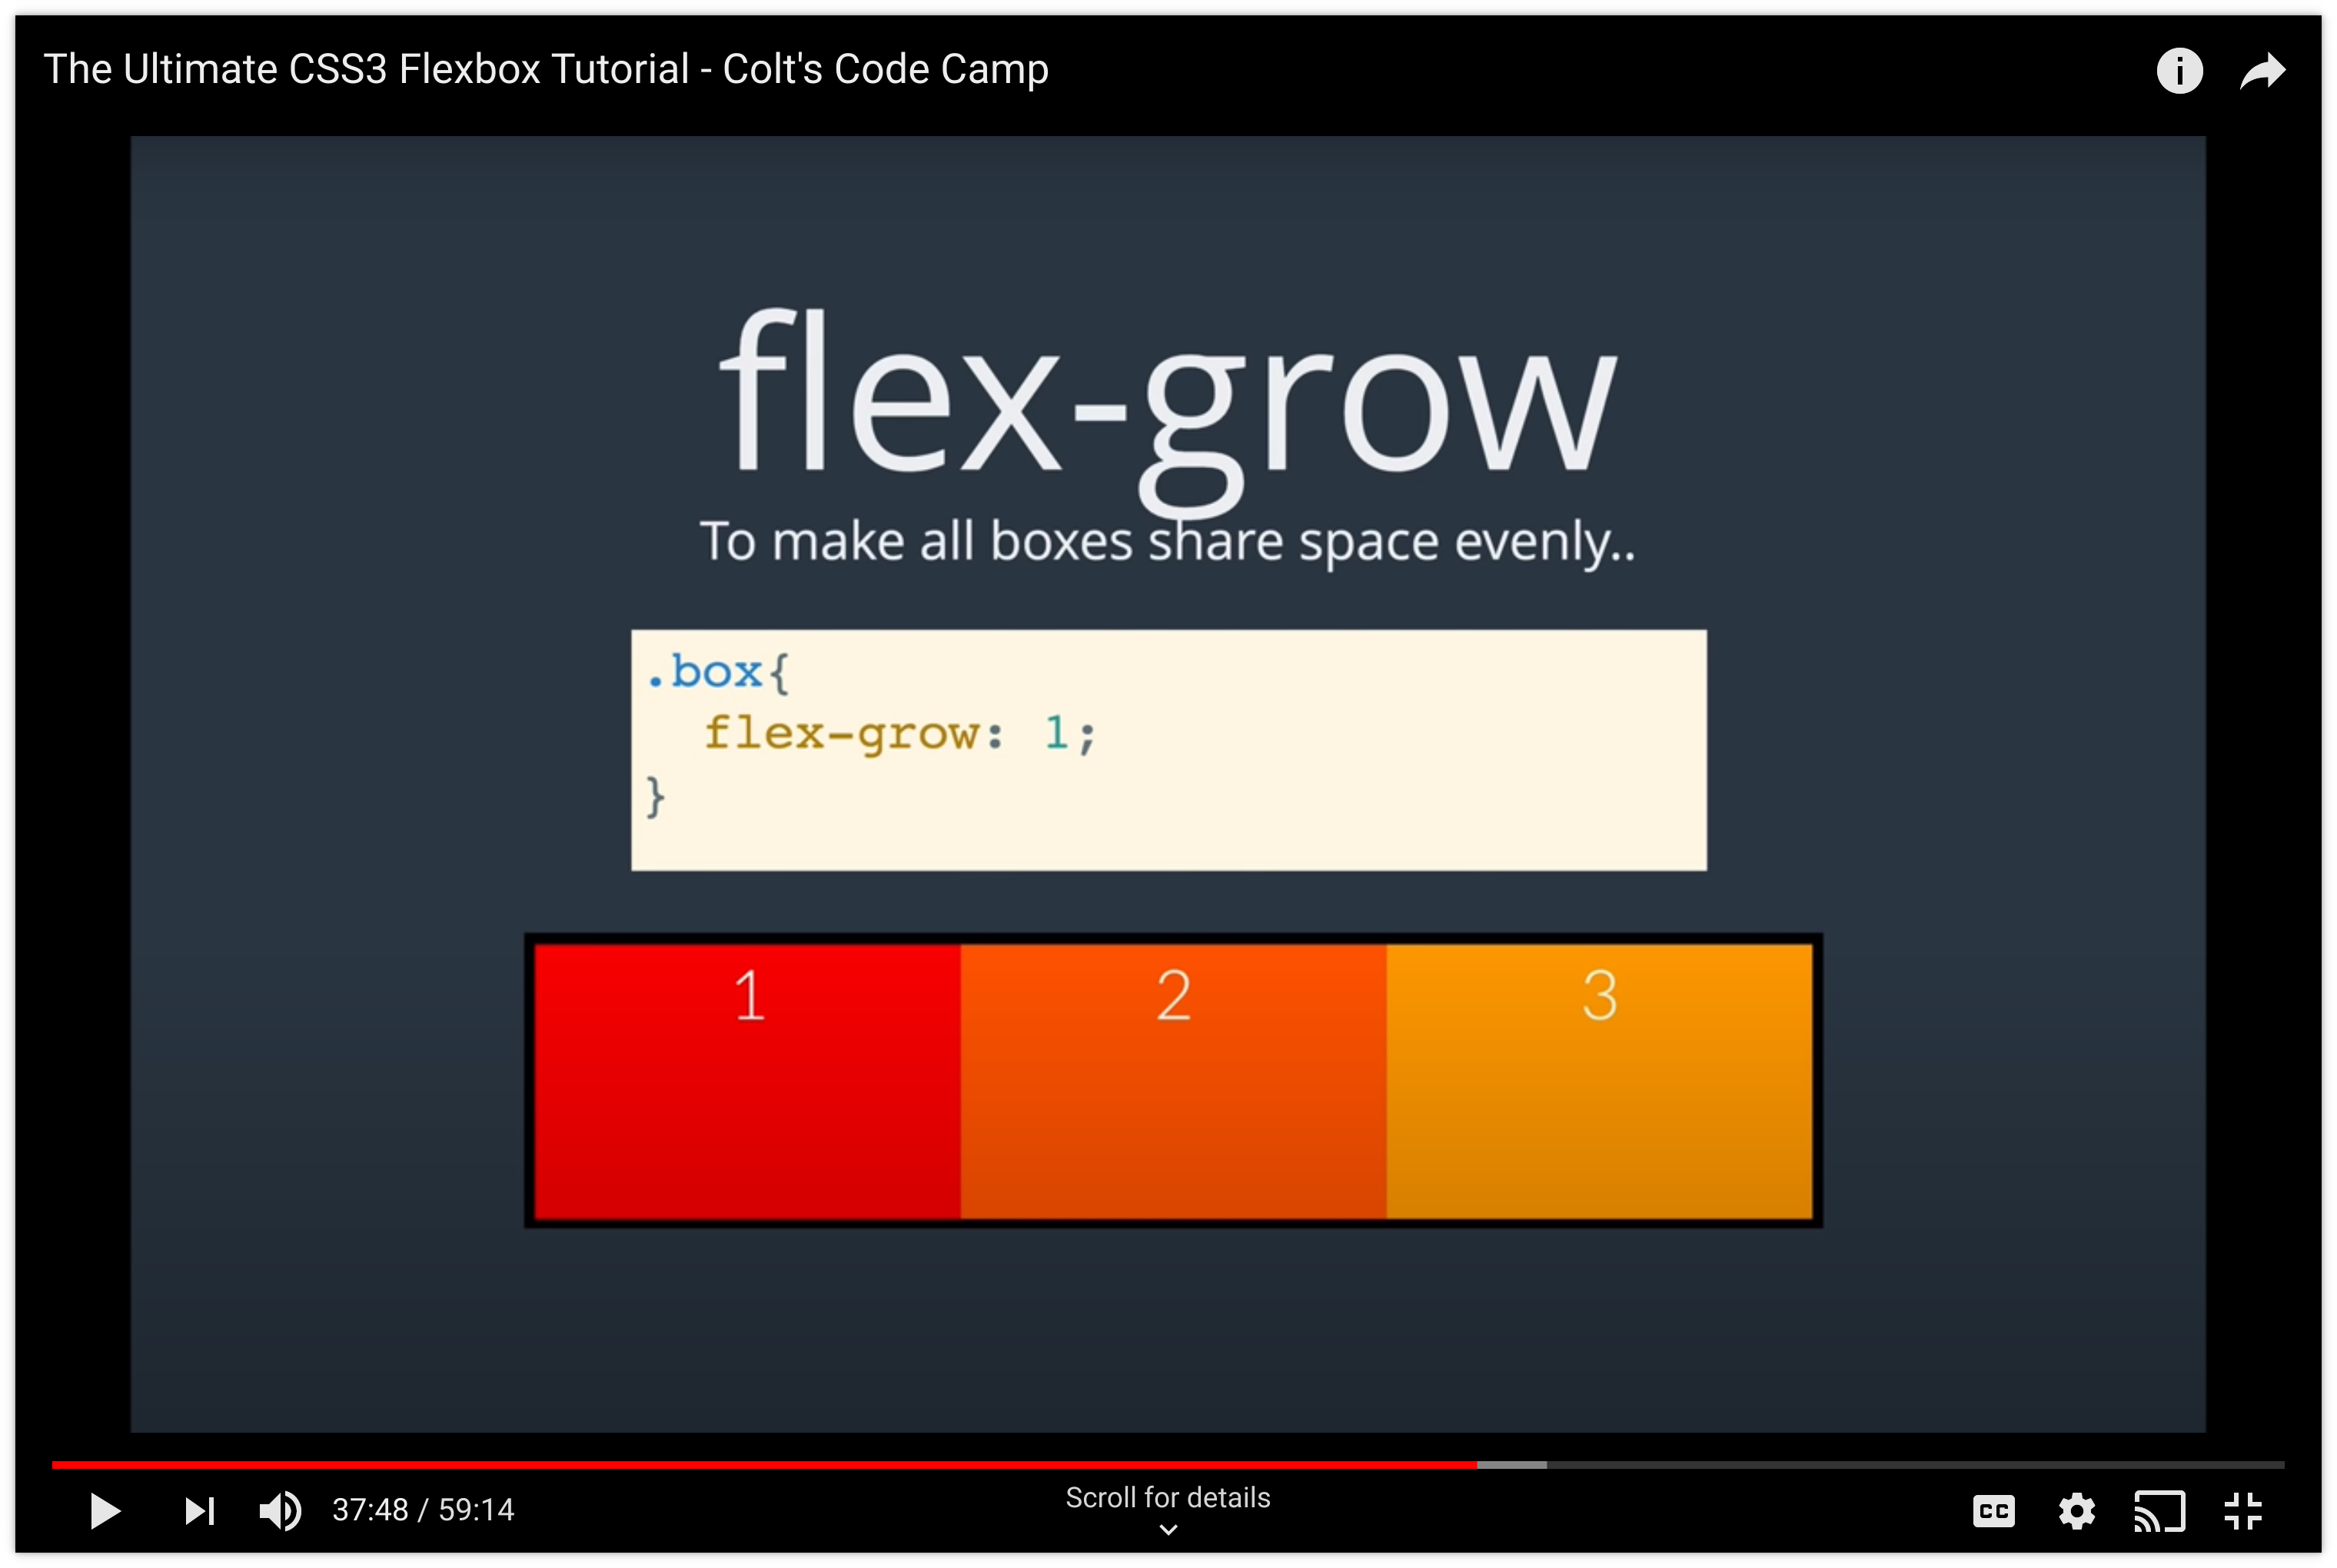 The Ultimate CSS3 Flexbox Tutorial - Colt's Code Camp
flex-grow
To make all boxes share space evenly..
.box{
flex-grow: 1;
}
1 2 3
37:48 / 59:14
Scroll for details
CC